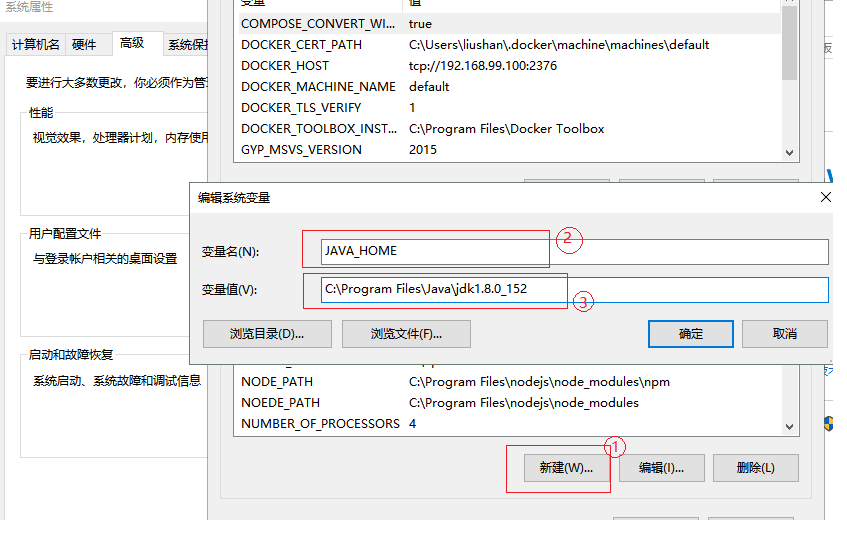 系统属性
计算机名 硬件 高级 系统保护
要进行大多数更改，你必须作为管
性能
视觉效果，处理器计划，内存使用
用户配置文件
与登录帐户相关的桌面设置
启动和故障恢复
系统启动、系统故障和调试信息
变量 值
COMPOSE_CONVERT_WI... true
DOCKER_CERT_PATH C:\Users\liushan\.docker\machine\machines\default
DOCKER_HOST tcp://192.168.99.100:2376
DOCKER_MACHINE_NAME default
DOCKER_TLS_VERIFY 1
DOCKER_TOOLBOX_INST... C:\Program Files\Docker Toolbox
GYP_MSVS_VERSION 2015
编辑系统变量
变量名(N): JAVA_HOME ②
变量值(V): C:\Program Files\Java\jdk1.8.0_152 ③
浏览目录(D)... 浏览文件(F)... 确定 取消
NODE_PATH C:\Program Files\nodejs\node_modules\npm
NOEDE_PATH C:\Program Files\nodejs\node_modules
NUMBER_OF_PROCESSORS 4
①
新建(W)... 编辑(I)... 删除(L)